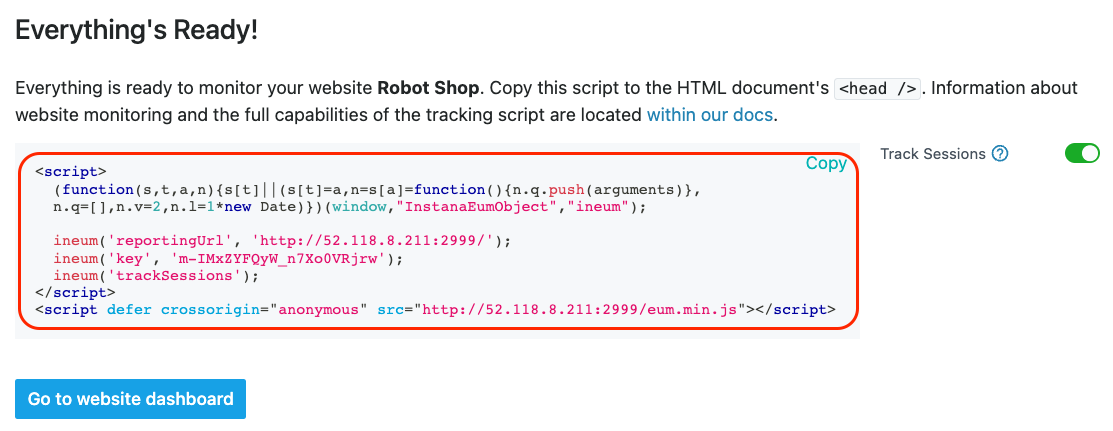 Everything's Ready!
Everything is ready to monitor your website Robot Shop. Copy this script to the HTML document's <head />. Information about
website monitoring and the full capabilities of the tracking script are located within our docs.
Copy
Track Sessions ?
<script>
  (function(s,t,a,n){s[t]||(s[t]=a,n=s[a]=function(){n.q.push(arguments)},
  n.q=[],n.v=2,n.l=1*new Date)})(window,"InstanaEumObject","ineum");
  ineum('reportingUrl', 'http://52.118.8.211:2999/');
  ineum('key', 'm-IMxZYFQyW_n7Xo0VRjrw');
  ineum('trackSessions');
</script>
<script defer crossorigin="anonymous" src="http://52.118.8.211:2999/eum.min.js"></script>
Go to website dashboard